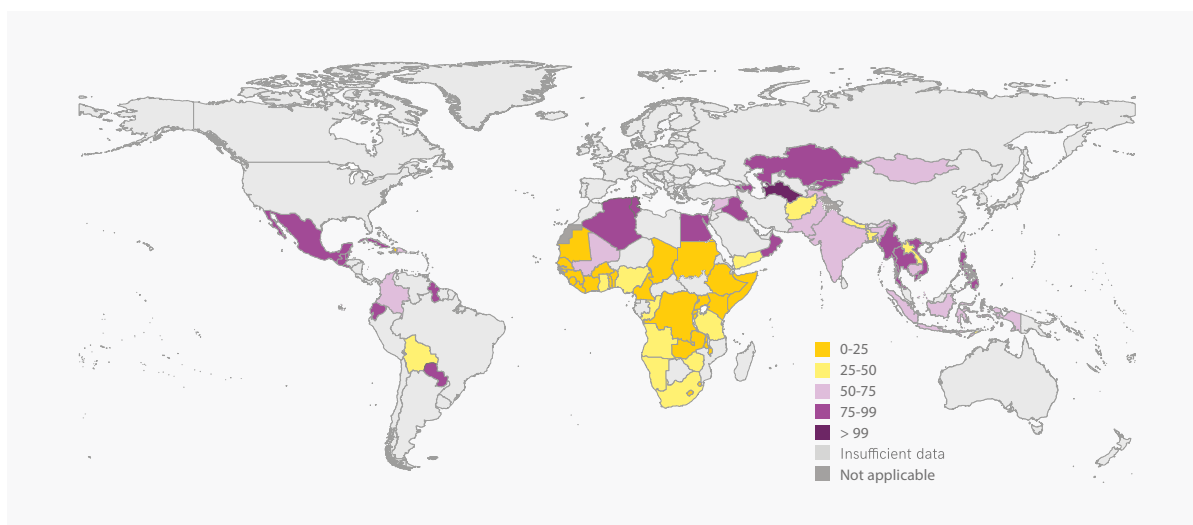 0-25
25-50
50-75
75-99
> 99
Insufficient data
Not applicable